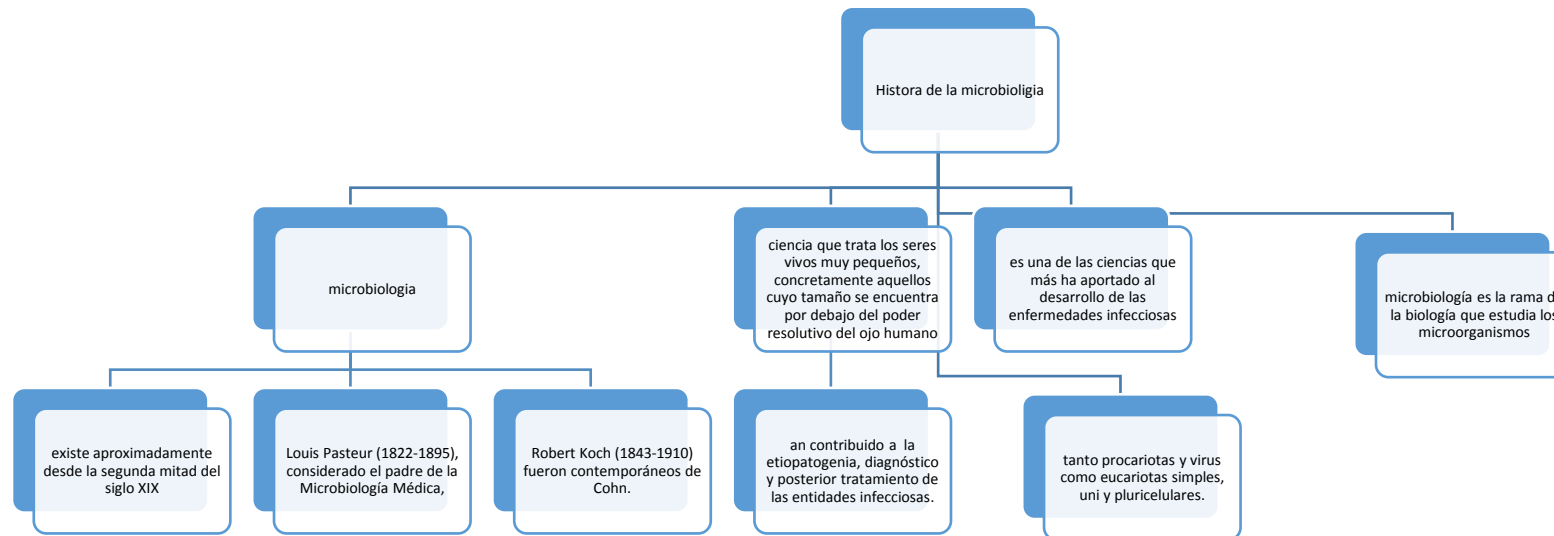 Histora de la microbioligia
microbiologia
ciencia que trata los seres
vivos muy pequeños,
concretamente aquellos
cuyo tamaño se encuentra
por debajo del poder
resolutivo del ojo humano
es una de las ciencias que
más ha aportado al
desarrollo de las
enfermedades infecciosas
microbiología es la rama d
la biología que estudia los
microorganismos
existe aproximadamente
desde la segunda mitad del
siglo XIX
Louis Pasteur (1822-1895),
considerado el padre de la
Microbiología Médica,
Robert Koch (1843-1910)
fueron contemporáneos de
Cohn.
an contribuido a la
etiopatogenia, diagnóstico
y posterior tratamiento de
las entidades infecciosas.
tanto procariotas y virus
como eucariotas simples,
uni y pluricelulares.